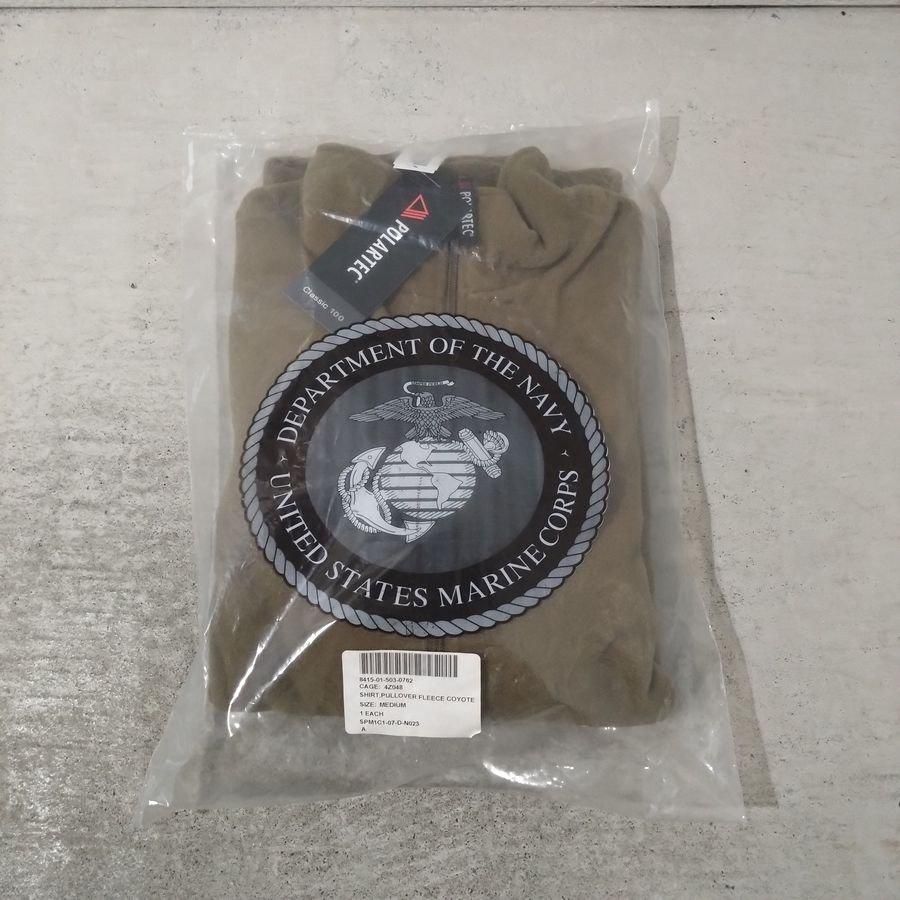 POLARTEC
POLARTEC
Classic 100
DEPARTMENT OF THE NAVY
UNITED STATES MARINE CORPS
8415-01-503-0762
CAGE: 4Z048
SHIRT,PULLOVER FLEECE COYOTE
SIZE: MEDIUM
1 EACH
SPM1C1-07-D-N023
A